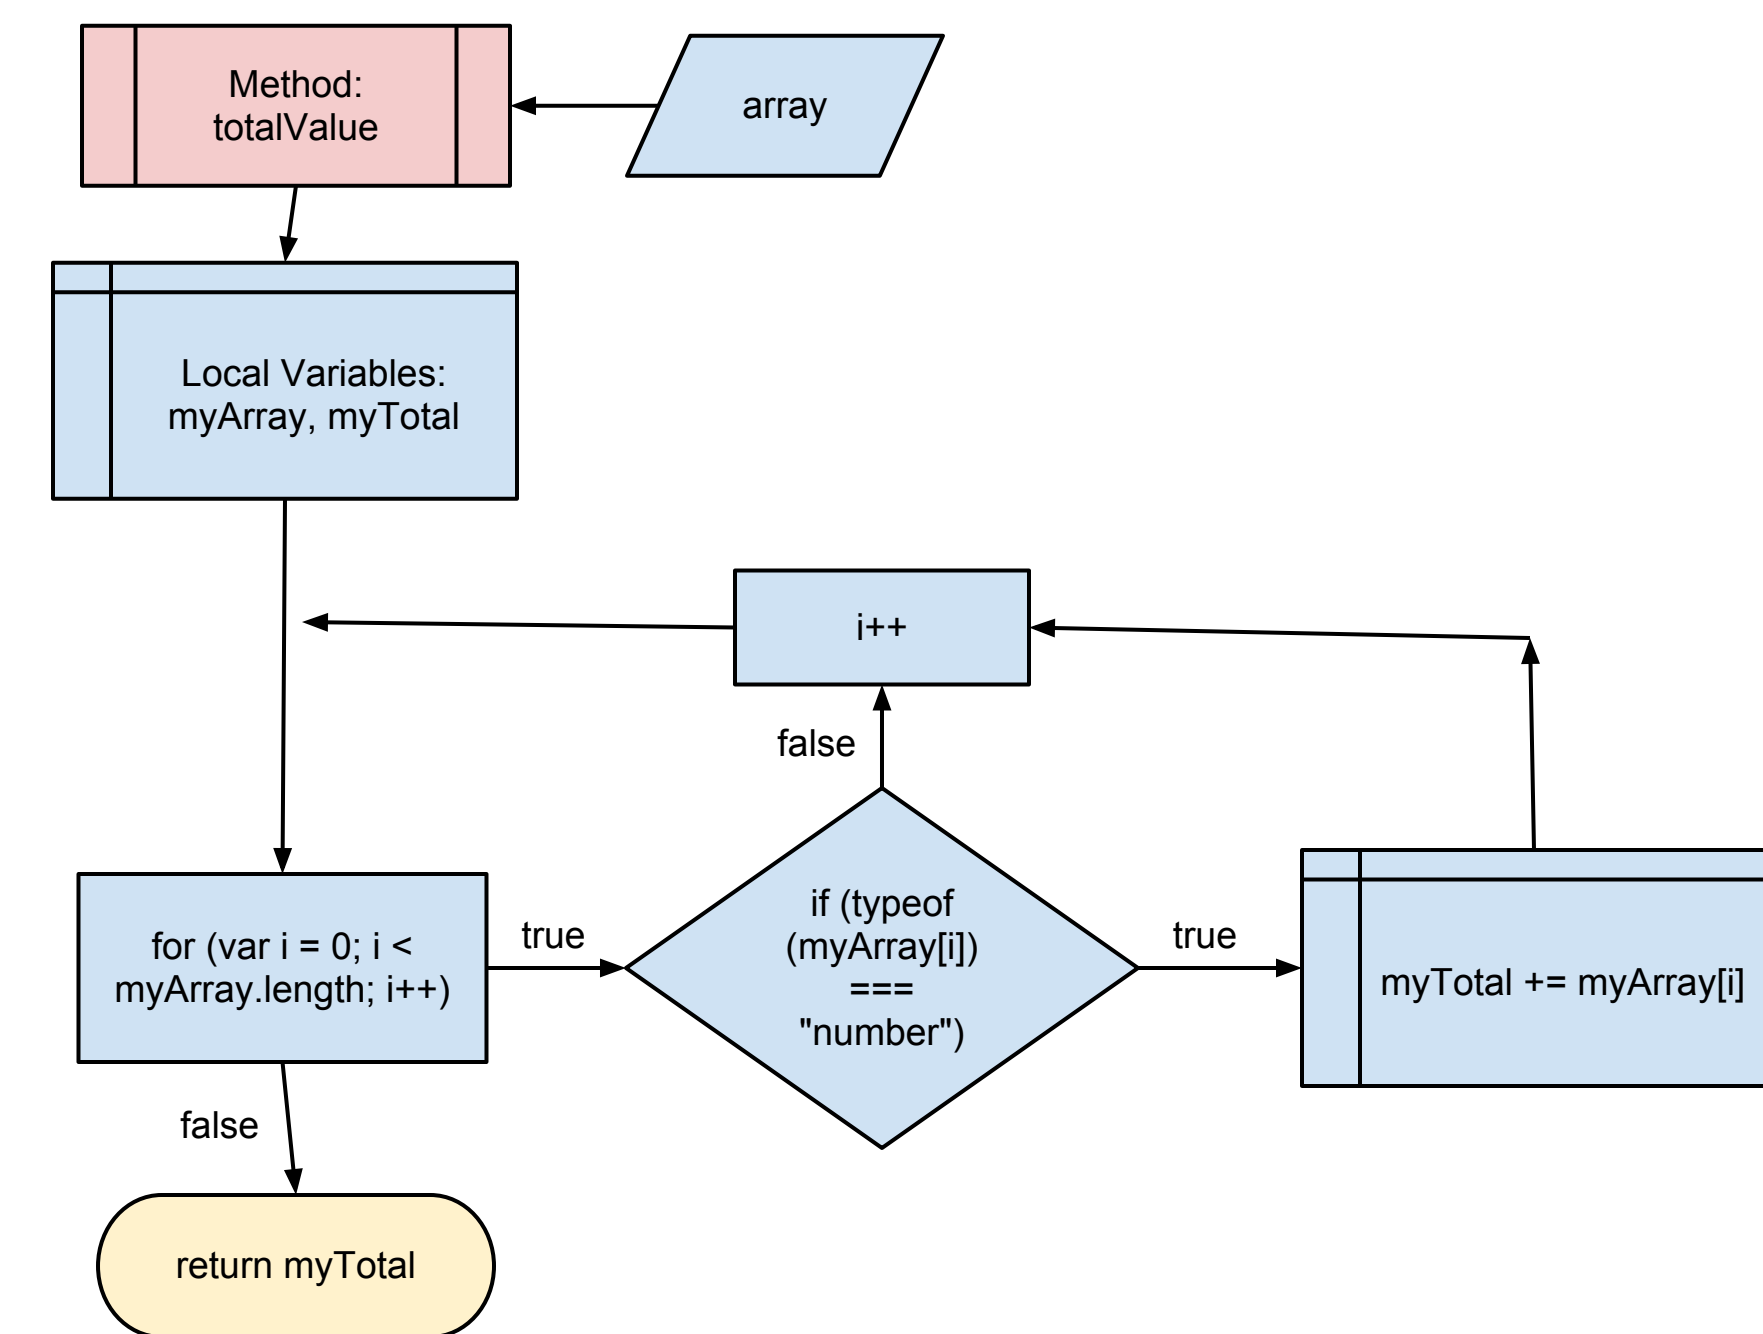 Method:
totalValue
array
Local Variables:
myArray, myTotal
i++
false
for (var i = 0; i <
myArray.length; i++)
true
if (typeof
(myArray[i])
===
"number")
true
myTotal += myArray[i]
false
return myTotal